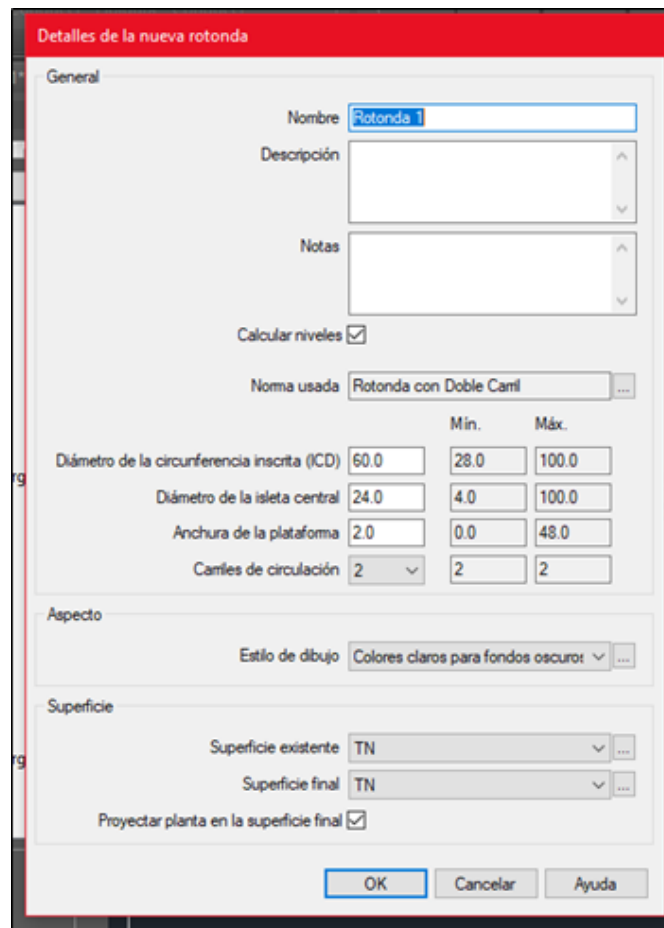 Detalles de la nueva rotonda
General
Nombre Rotonda 1
Descripción
Notas
Calcular niveles
Norma usada Rotonda con Doble Carril ...
Mín. Máx.
Diámetro de la circunferencia inscrita (ICD) 60.0 28.0 100.0
Diámetro de la isleta central 24.0 4.0 100.0
Anchura de la plataforma 2.0 0.0 48.0
Carriles de circulación 2 2 2
Aspecto
Estilo de dibujo Colores claros para fondos oscuros ...
Superficie
Superficie existente TN ...
Superficie final TN ...
Proyectar planta en la superficie final
OK Cancelar Ayuda